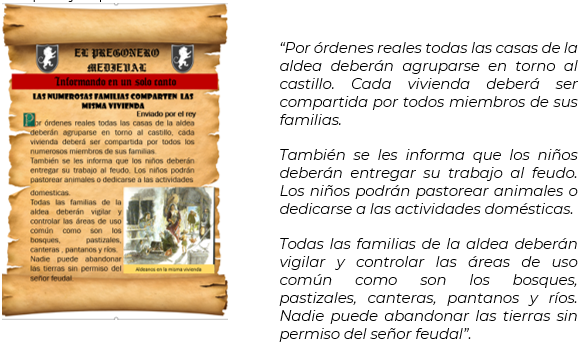 EL PREGONERO
MEDIEVAL
Informando en un solo canto
LAS NUMEROSAS FAMILIAS COMPARTEN LAS
MISMA VIVIENDA
Enviado por el rey
Por órdenes reales todas las casas de la aldea
deberán agruparse en torno al castillo, cada
vivienda deberá ser compartida por todos los
numerosos miembros de sus familias.
También se les informa que los niños deberán
entregar su trabajo al feudo. Los niños podrán
pastorear animales o dedicarse a las actividades
domésticas.
Todas las familias de la
aldea deberán vigilar y
controlar las áreas de uso
común como son los
bosques, pastizales,
canteras , pantanos y ríos.
Nadie puede abandonar
las tierras sin permiso del
señor feudal.
Aldeanos en la misma vivienda
“Por órdenes reales todas las casas de la
aldea deberán agruparse en torno al
castillo. Cada vivienda deberá ser
compartida por todos miembros de sus
familias.
También se les informa que los niños
deberán entregar su trabajo al feudo.
Los niños podrán pastorear animales o
dedicarse a las actividades domésticas.
Todas las familias de la aldea deberán
vigilar y controlar las áreas de uso
común como son los bosques,
pastizales, canteras, pantanos y ríos.
Nadie puede abandonar las tierras sin
permiso del señor feudal”.